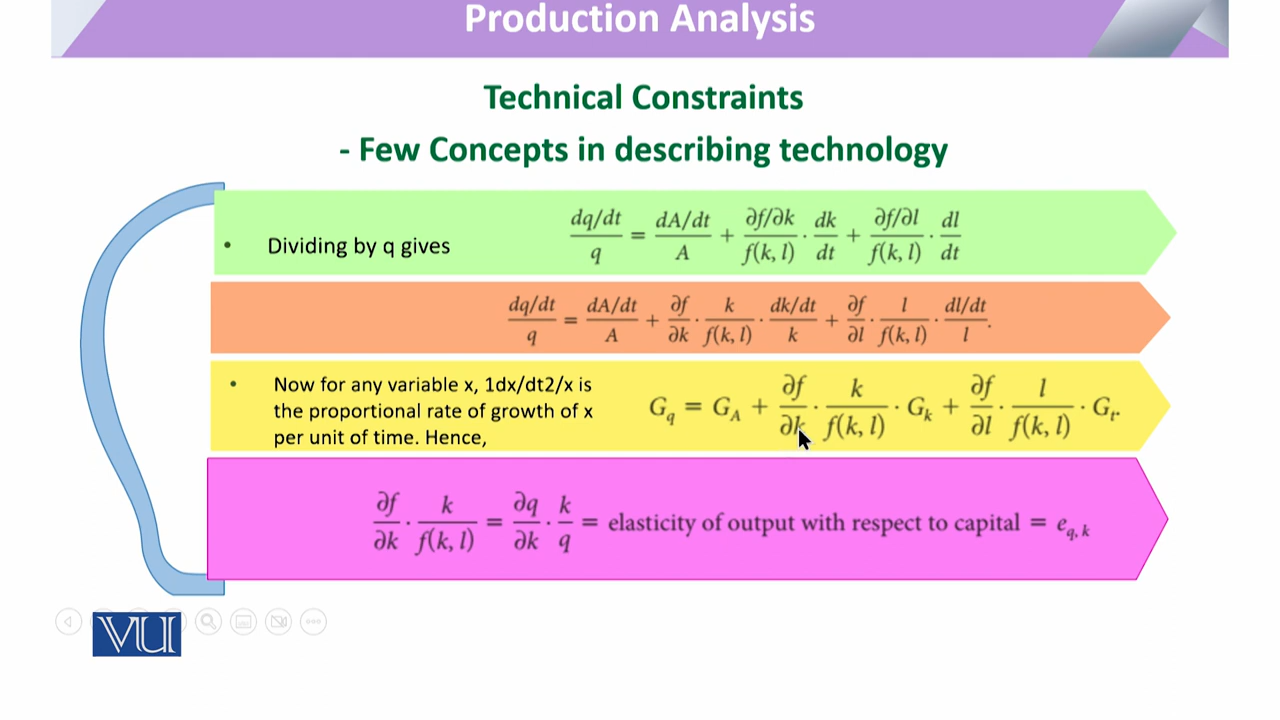 Production Analysis
Technical Constraints
- Few Concepts in describing technology
• Dividing by q gives
dq/dt / q = dA/dt / A + ∂f/∂k / f(k, l) · dk / dt + ∂f/∂l / f(k, l) · dl / dt
dq/dt / q = dA/dt / A + ∂f / ∂k · k / f(k, l) · dk/dt / k + ∂f / ∂l · l / f(k, l) · dl/dt / l .
• Now for any variable x, 1dx/dt2/x is
the proportional rate of growth of x
per unit of time. Hence,
G_q = G_A + ∂f / ∂k · k / f(k, l) · G_k + ∂f / ∂l · l / f(k, l) · G_l.
∂f / ∂k · k / f(k, l) = ∂q / ∂k · k / q = elasticity of output with respect to capital = e_q, k
VU